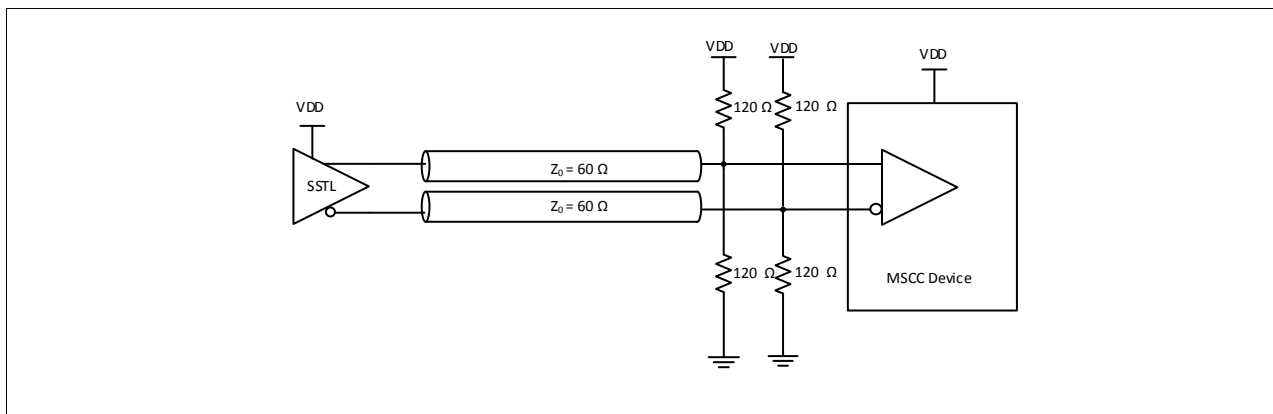 VDD
VDD
VDD
VDD
120 Ω
120 Ω
SSTL
Z₀ = 60 Ω
Z₀ = 60 Ω
120 Ω
120 Ω
MSCC Device